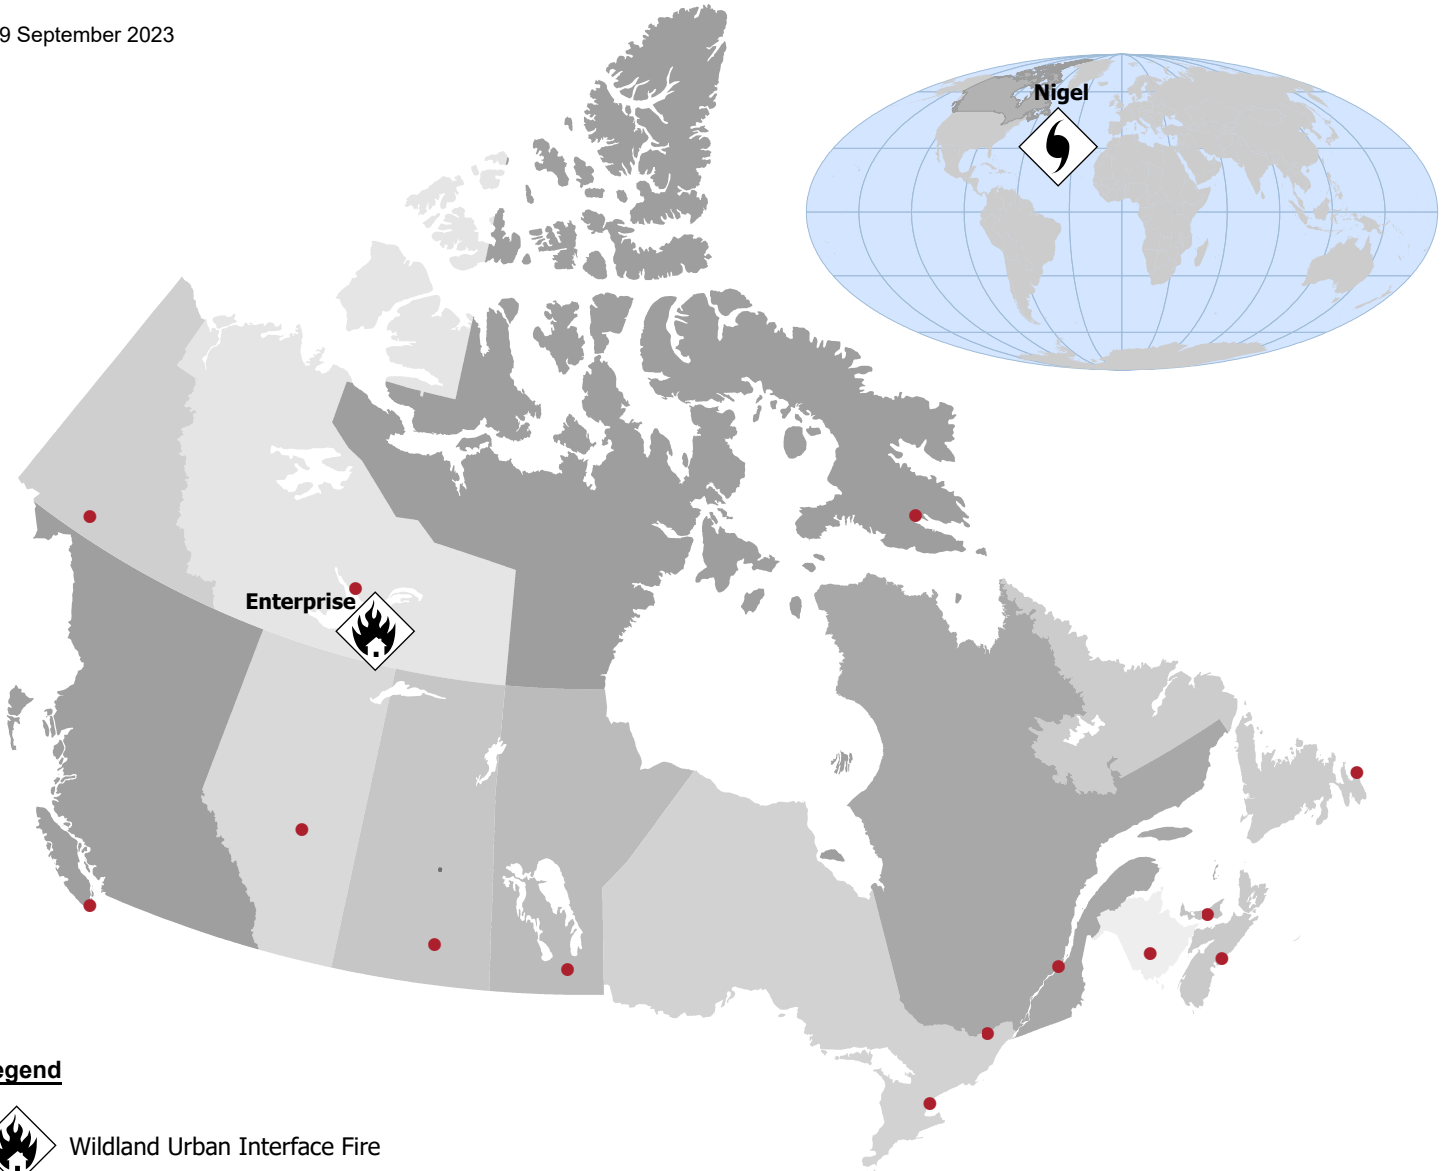 9 September 2023
Nigel
Enterprise
egend
Wildland Urban Interface Fire